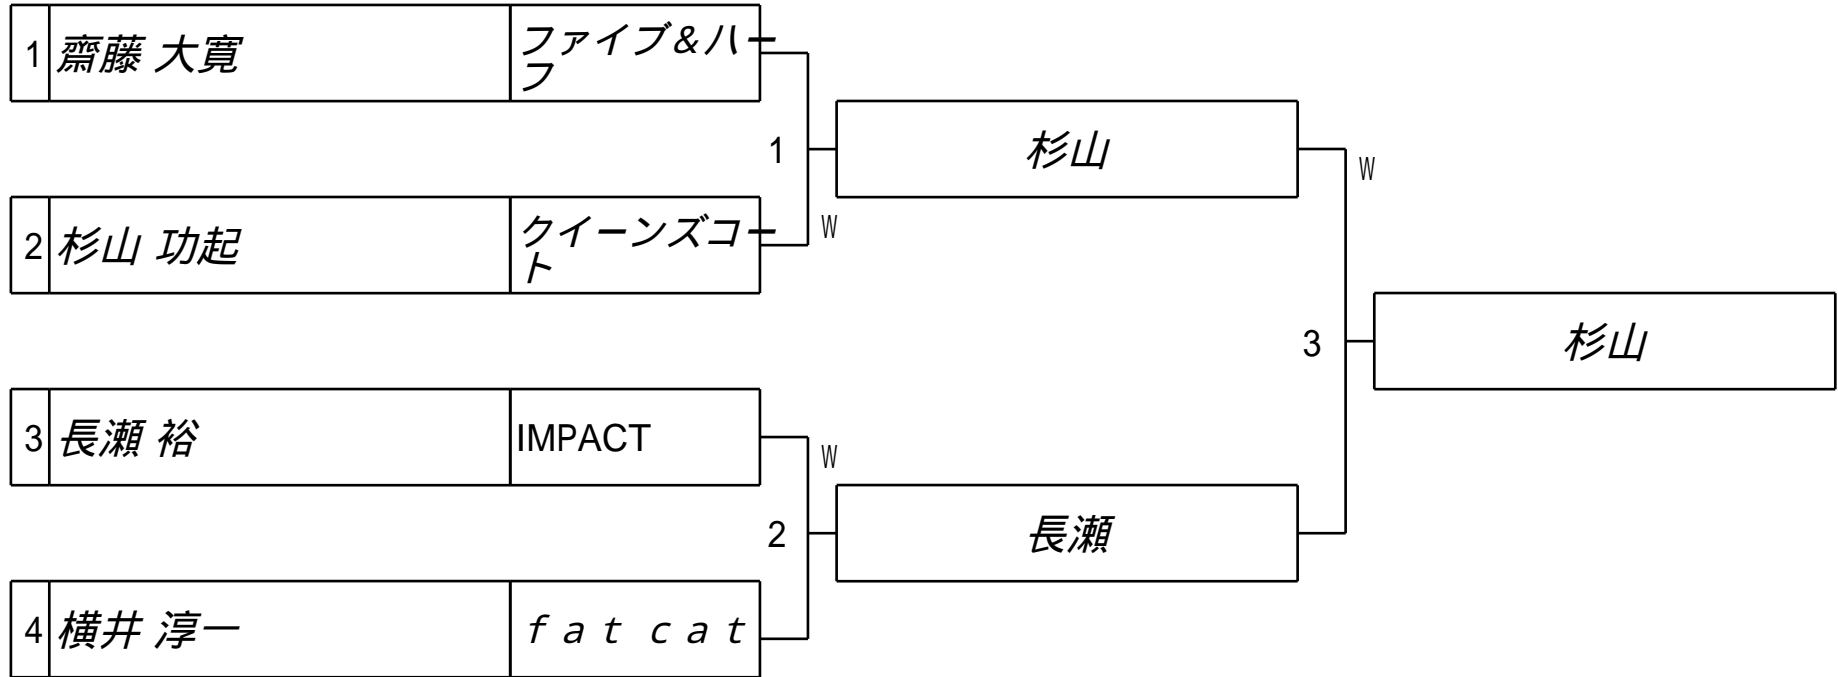 1 齋藤 大寛 ファイブ&ハー
フ
1 杉山 W
2 杉山 功起 クイーンズコー W
ト
3 杉山
3 長瀬 裕 IMPACT W
2 長瀬
4 横井 淳一 ｆａｔ ｃａｔ